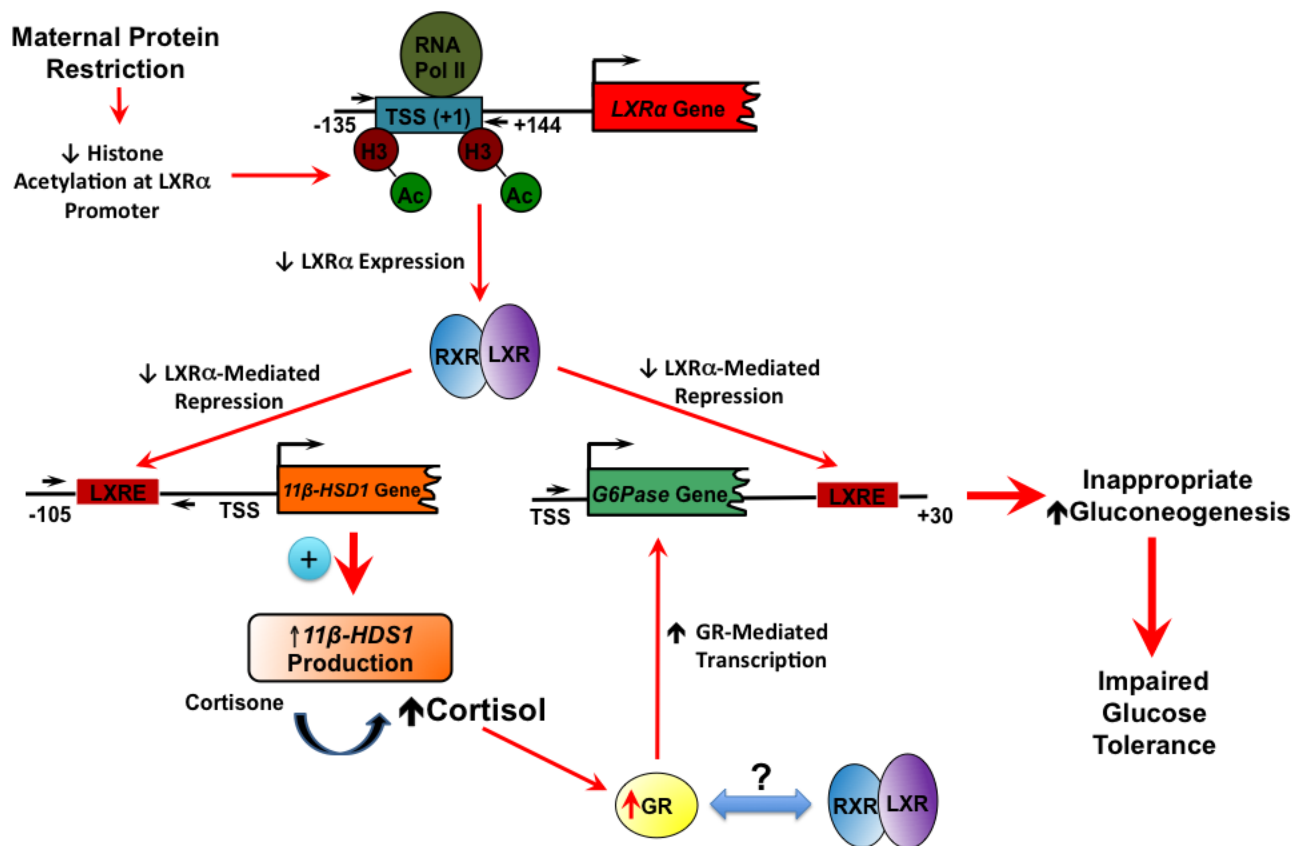 Maternal Protein
Restriction
↓ Histone
Acetylation at LXRα
Promoter
RNA
Pol II
TSS (+1)
-135
+144
LXRα Gene
H3
H3
Ac
Ac
↓ LXRα Expression
RXR
LXR
↓ LXRα-Mediated
Repression
↓ LXRα-Mediated
Repression
LXRE
-105
TSS
11β-HSD1 Gene
TSS
G6Pase Gene
LXRE
+30
Inappropriate
↑Gluconeogenesis
+
↑11β-HDS1
Production
Cortisone
↑Cortisol
↑ GR-Mediated
Transcription
Impaired
Glucose
Tolerance
↑GR
?
RXR
LXR